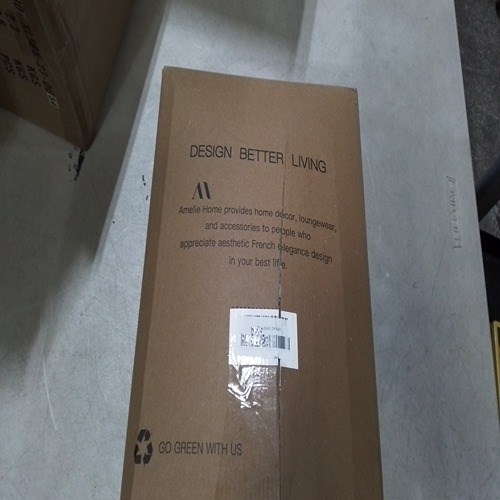 DESIGN BETTER LIVING
Amelie Home provides home decor, loungewear,
and accessories to people who
appreciate aesthetic French elegance design
in your best life.
GO GREEN WITH US